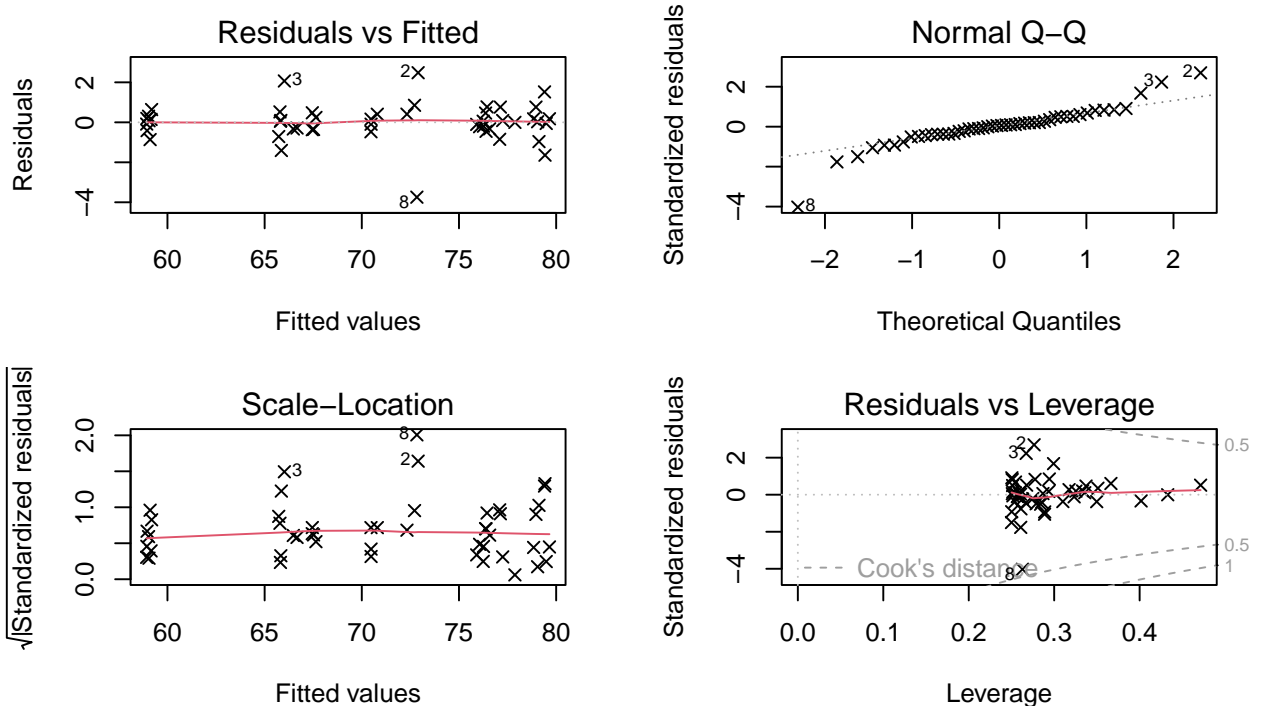 Residuals vs Fitted
Residuals
2
0
−4
3
2
8
60 65 70 75 80
Fitted values
Normal Q−Q
Standardized residuals
2
0
−4
3
2
8
−2 −1 0 1 2
Theoretical Quantiles
Scale−Location
√|Standardized residuals|
2.0
1.0
0.0
8
2
3
60 65 70 75 80
Fitted values
Residuals vs Leverage
Standardized residuals
2
0
−4
2
3
8
Cook's distance
0.5
0.5
1
0.0 0.1 0.2 0.3 0.4
Leverage